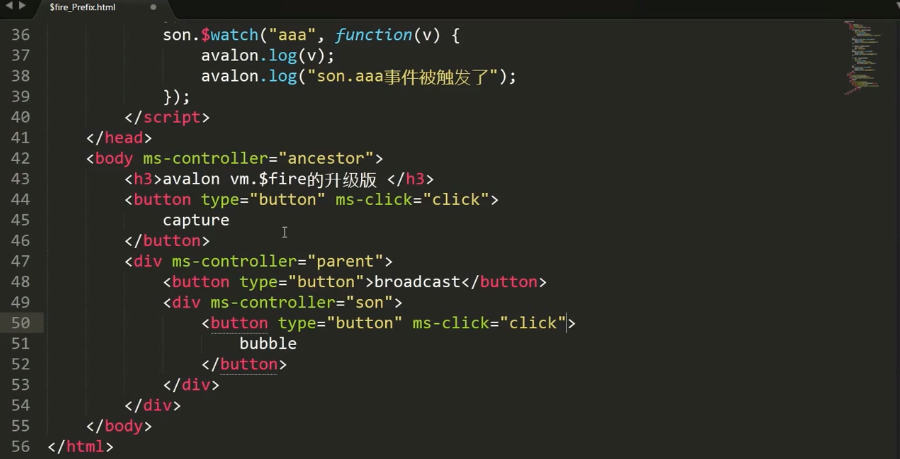 $fire_Prefix.html
36 son.$watch("aaa", function(v) {
37 avalon.log(v);
38 avalon.log("son.aaa事件被触发了");
39 });
40 </script>
41 </head>
42 <body ms-controller="ancestor">
43 <h3>avalon vm.$fire的升级版 </h3>
44 <button type="button" ms-click="click">
45 capture
46 </button>
47 <div ms-controller="parent">
48 <button type="button">broadcast</button>
49 <div ms-controller="son">
50 <button type="button" ms-click="click">
51 bubble
52 </button>
53 </div>
54 </div>
55 </body>
56 </html>